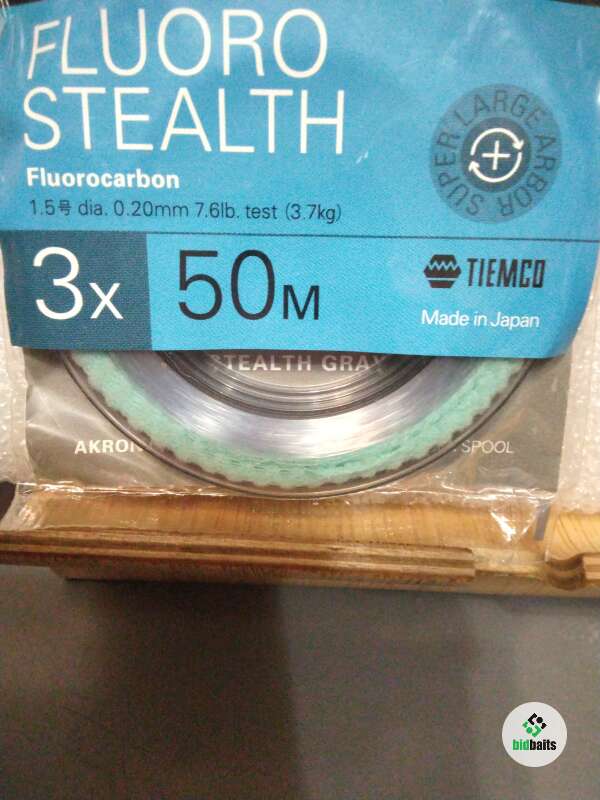 FLUORO
STEALTH
SUPER LARGE ARBOR
Fluorocarbon
1.5号 dia. 0.20mm 7.6lb. test (3.7kg)
3X 50M
TIEMCO
Made in Japan
STEALTH GRAY
AKRON SPOOL
bidbaits